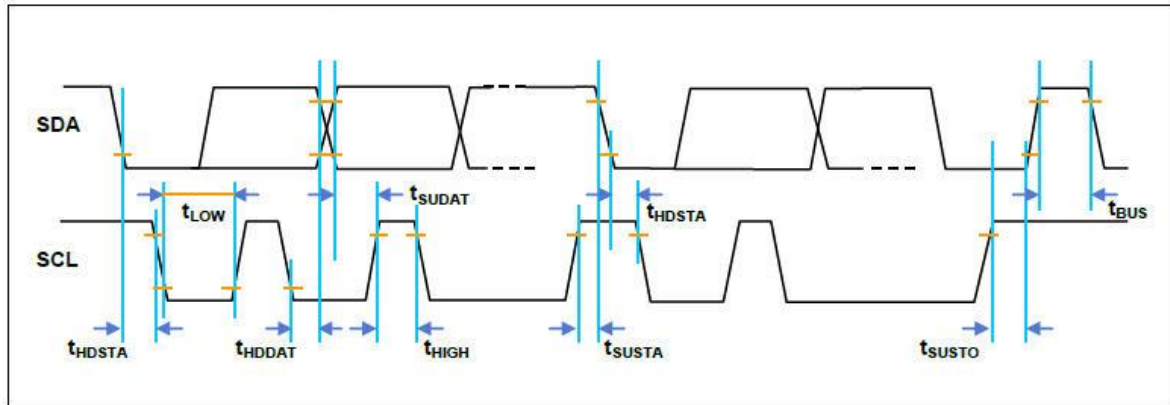 SDA
tSUDAT
tLOW
tHDSTA
tBUS
SCL
tHDSTA
tHDDAT
tHIGH
tSUSTA
tSUSTO